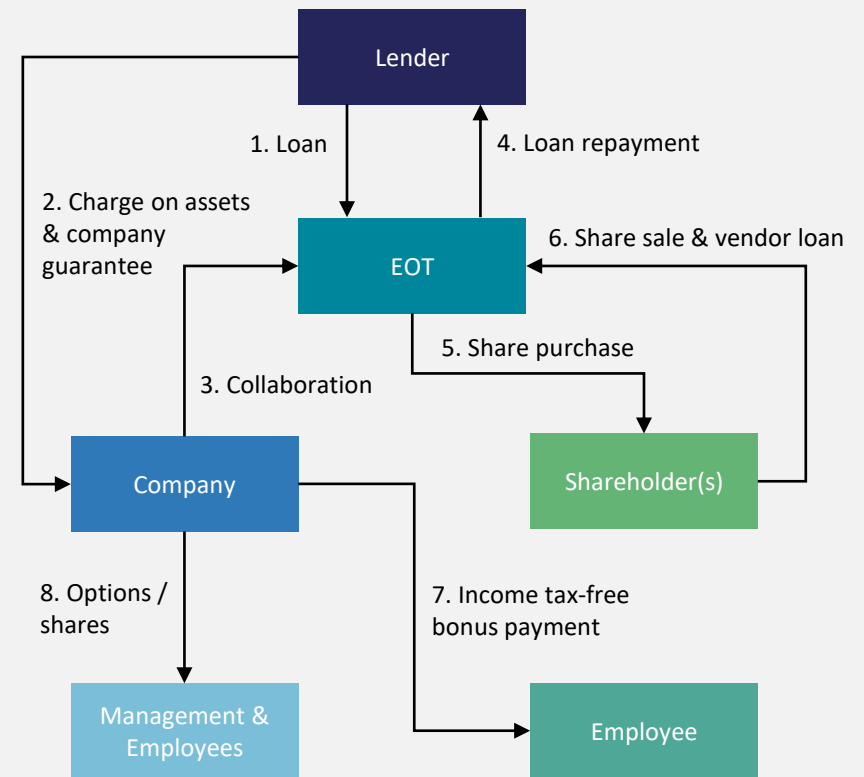 Lender
1. Loan
4. Loan repayment
2. Charge on assets
& company
guarantee
6. Share sale & vendor loan
EOT
5. Share purchase
3. Collaboration
Company
Shareholder(s)
8. Options /
shares
7. Income tax-free
bonus payment
Management &
Employees
Employee